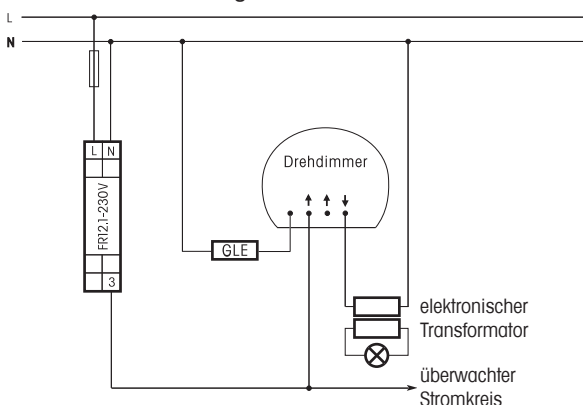 L
N
L N
FR12.1-230V
3
Drehdimmer
GLE
elektronischer
Transformator
überwachter
Stromkreis